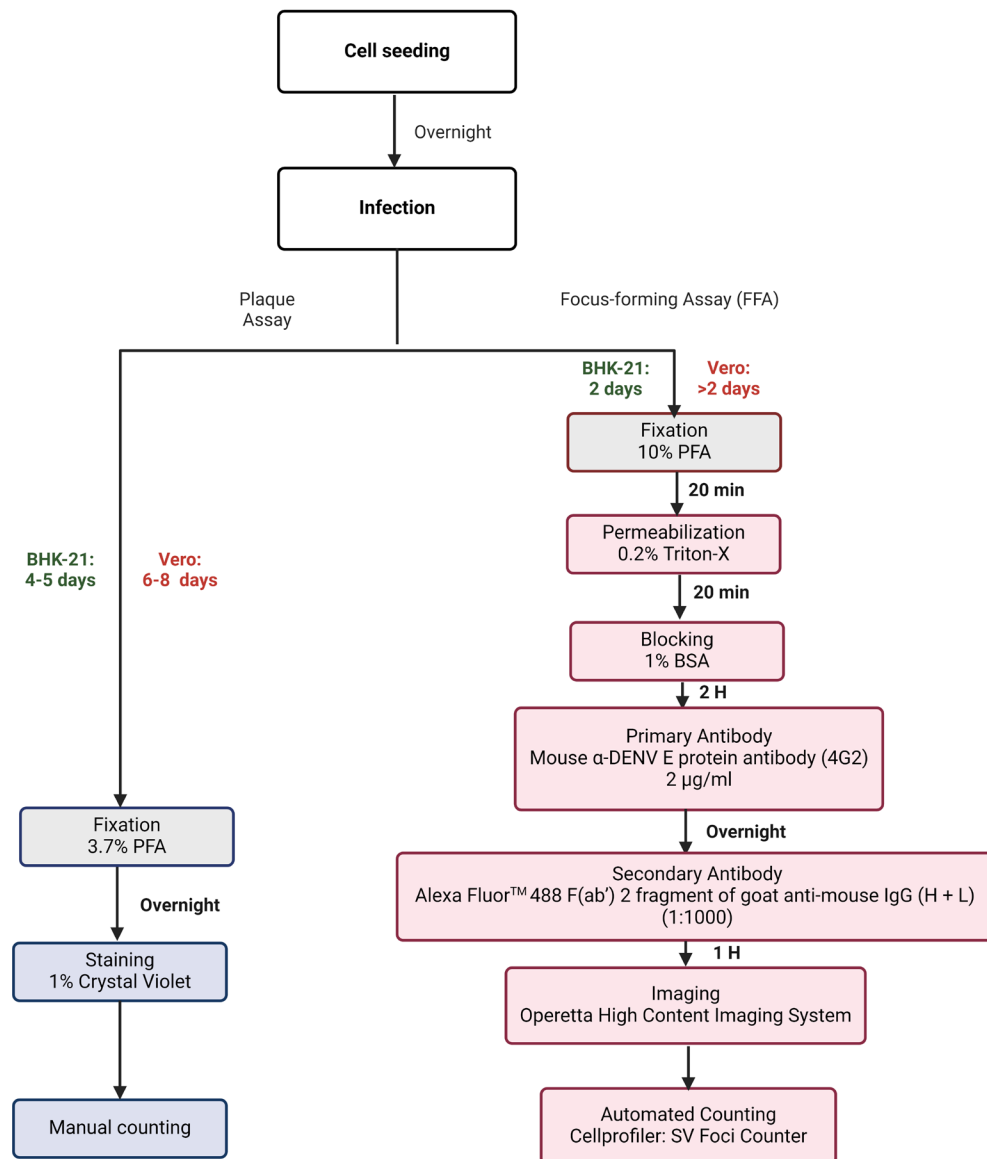 Cell seeding
Overnight
Infection
Plaque
Assay
Focus-forming Assay (FFA)
BHK-21:
2 days
Vero:
>2 days
Fixation
10% PFA
20 min
Permeabilization
0.2% Triton-X
20 min
Blocking
1% BSA
2 H
Primary Antibody
Mouse α-DENV E protein antibody (4G2)
2 µg/ml
Overnight
Secondary Antibody
Alexa Fluor™ 488 F(ab’) 2 fragment of goat anti-mouse IgG (H + L)
(1:1000)
1 H
Imaging
Operetta High Content Imaging System
Automated Counting
Cellprofiler: SV Foci Counter
BHK-21:
4-5 days
Vero:
6-8 days
Fixation
3.7% PFA
Overnight
Staining
1% Crystal Violet
Manual counting